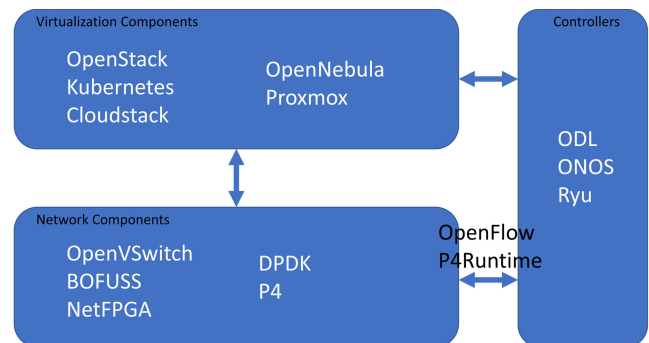 Virtualization Components
OpenStack
Kubernetes
Cloudstack
OpenNebula
Proxmox
Controllers
ODL
ONOS
Ryu
Network Components
OpenVSwitch
BOFUSS
NetFPGA
DPDK
P4
OpenFlow
P4Runtime